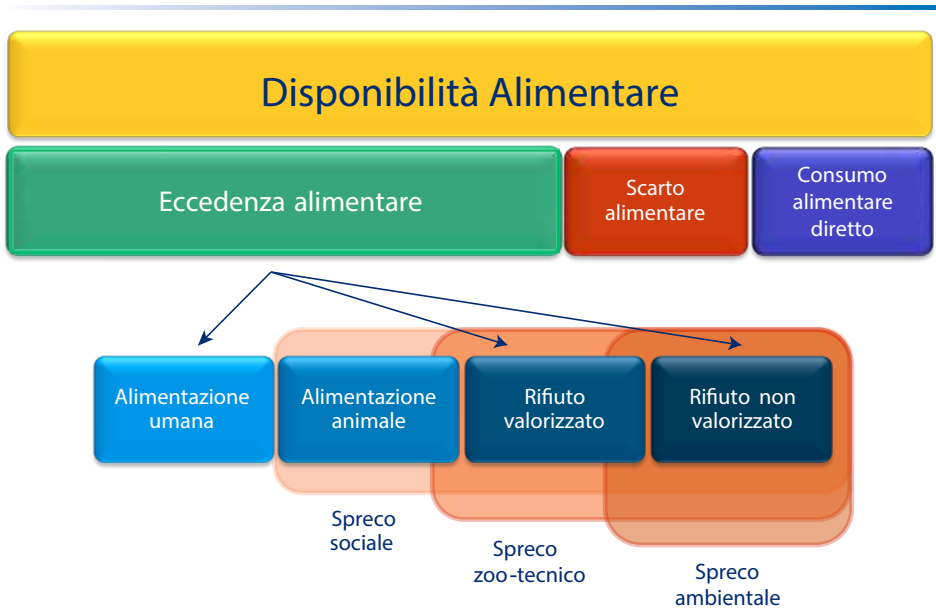 Disponibilità Alimentare
Eccedenza alimentare
Scarto
alimentare
Consumo
alimentare
diretto
Alimentazione
umana
Alimentazione
animale
Rifiuto
valorizzato
Rifiuto non
valorizzato
Spreco
sociale
Spreco
zoo-tecnico
Spreco
ambientale